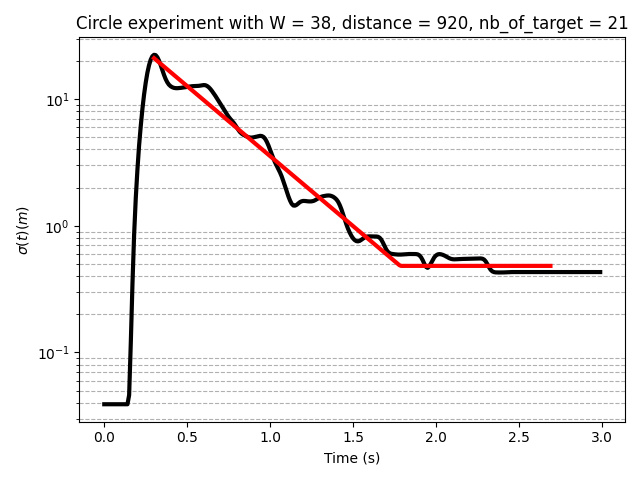 Circle experiment with W = 38, distance = 920, nb_of_target = 21
σ(t)(m)
10¹
10⁰
10⁻¹
0.0 0.5 1.0 1.5 2.0 2.5 3.0
Time (s)